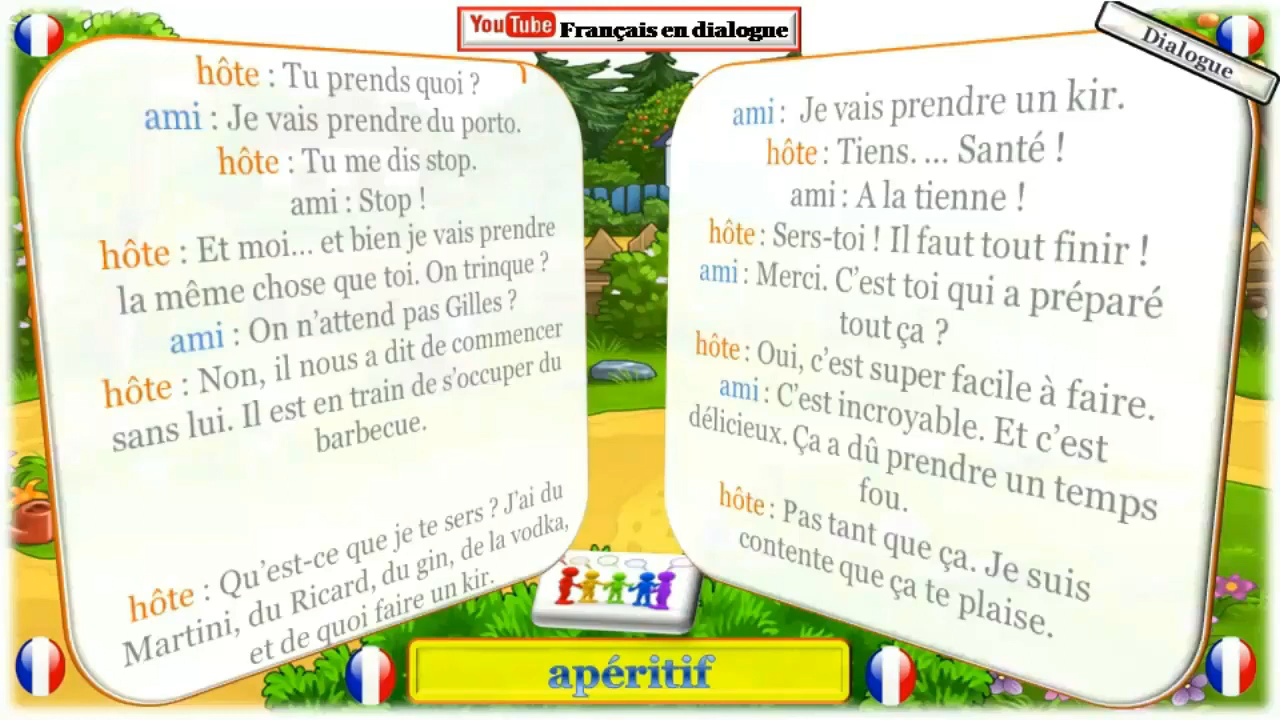 YouTube Français en dialogue
Dialogue
hôte : Tu prends quoi ?
ami : Je vais prendre du porto.
hôte : Tu me dis stop.
ami : Stop !
hôte : Et moi... et bien je vais prendre
la même chose que toi. On trinque ?
ami : On n'attend pas Gilles ?
hôte : Non, il nous a dit de commencer
sans lui. Il est en train de s'occuper du
barbecue.
hôte : Qu'est-ce que je te sers ? J'ai du
Martini, du Ricard, du gin, de la vodka,
et de quoi faire un kir.
ami : Je vais prendre un kir.
hôte : Tiens. ... Santé !
ami : A la tienne !
hôte : Sers-toi ! Il faut tout finir !
ami : Merci. C'est toi qui a préparé
tout ça ?
hôte : Oui, c'est super facile à faire.
ami : C'est incroyable. Et c'est
délicieux. Ça a dû prendre un temps
fou.
hôte : Pas tant que ça. Je suis
contente que ça te plaise.
apéritif